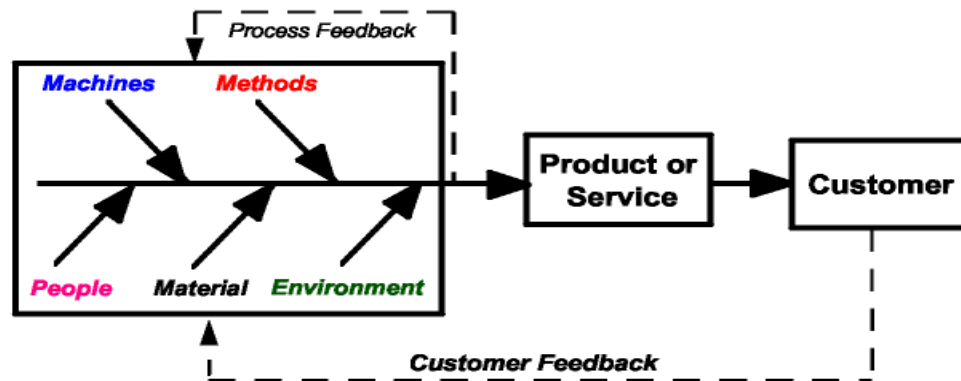 Process Feedback
Machines
Methods
Product or
Service
Customer
People
Material
Environment
Customer Feedback